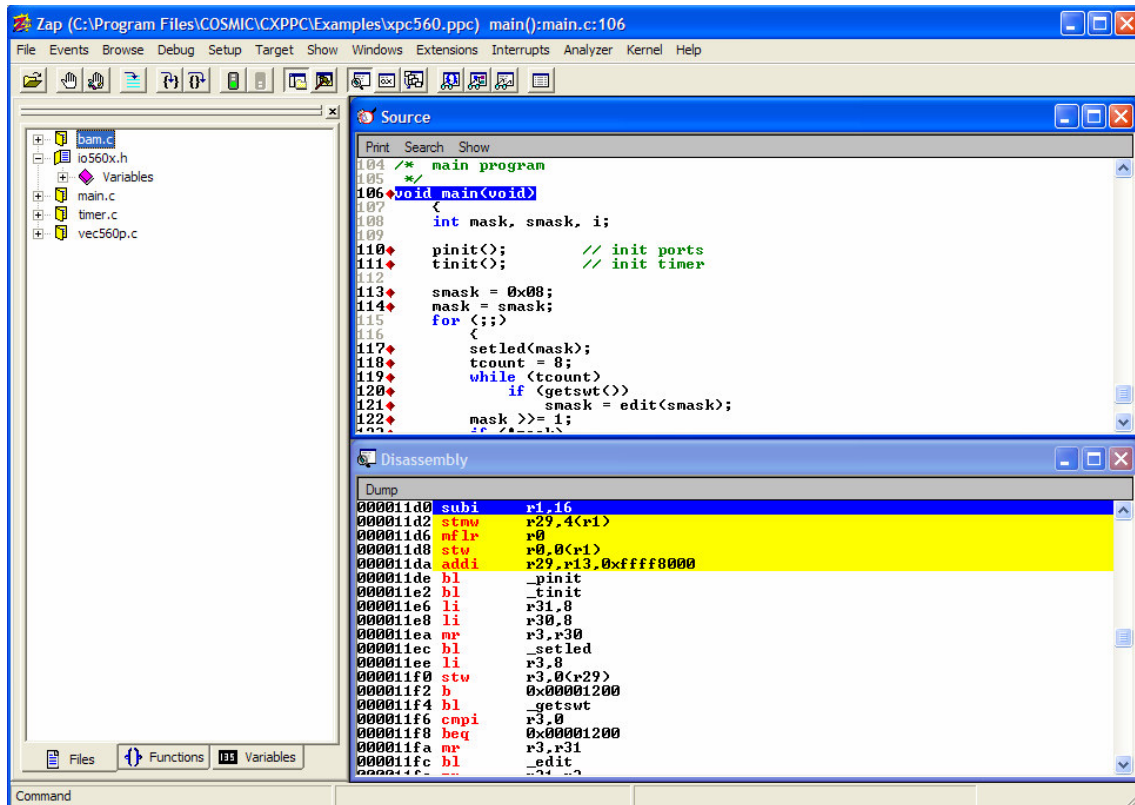 Zap (C:\Program Files\COSMIC\CXPPC\Examples\xpc560.ppc) main():main.c:106
File Events Browse Debug Setup Target Show Windows Extensions Interrupts Analyzer Kernel Help
bam.c
io560x.h
Variables
main.c
timer.c
vec560p.c
Files Functions Variables
Source
Print Search Show
104 /* main program
105 */
106 void main(void)
107 {
108 int mask, smask, i;
109
110 pinit(); // init ports
111 tinit(); // init timer
112
113 smask = 0x08;
114 mask = smask;
115 for (;;)
116 {
117 setled(mask);
118 tcount = 8;
119 while (tcount)
120 if (getswt())
121 smask = edit(smask);
122 mask >>= 1;
Disassembly
Dump
000011d0 subi r1,16
000011d2 stmw r29,4(r1)
000011d6 mflr r0
000011d8 stw r0,0(r1)
000011da addi r29,r13,0xffff8000
000011de bl _pinit
000011e2 bl _tinit
000011e6 li r31,8
000011e8 li r30,8
000011ea mr r3,r30
000011ec bl _setled
000011ee li r3,8
000011f0 stw r3,0(r29)
000011f2 b 0x00001200
000011f4 bl _getswt
000011f6 cmpi r3,0
000011f8 beq 0x00001200
000011fa mr r3,r31
000011fc bl _edit
Command